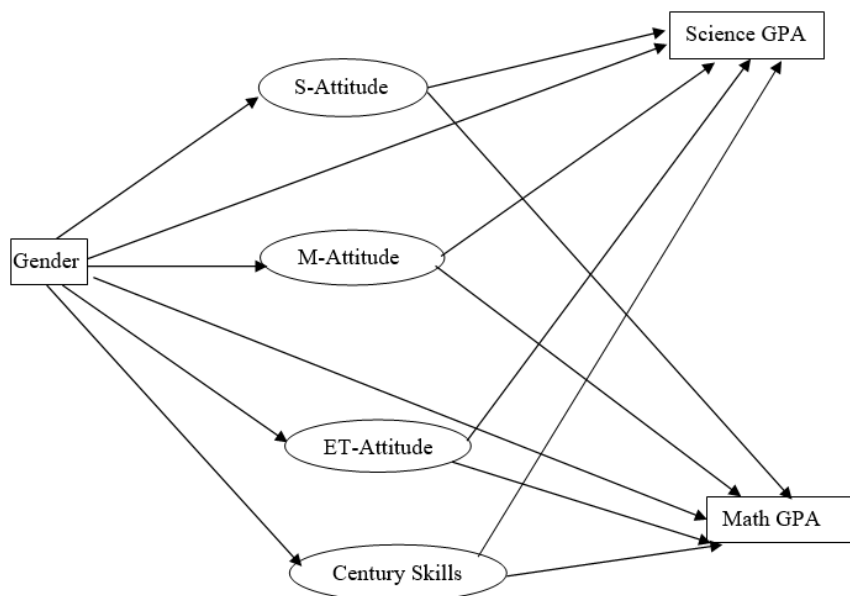 Science GPA
S-Attitude
M-Attitude
Gender
ET-Attitude
Math GPA
Century Skills